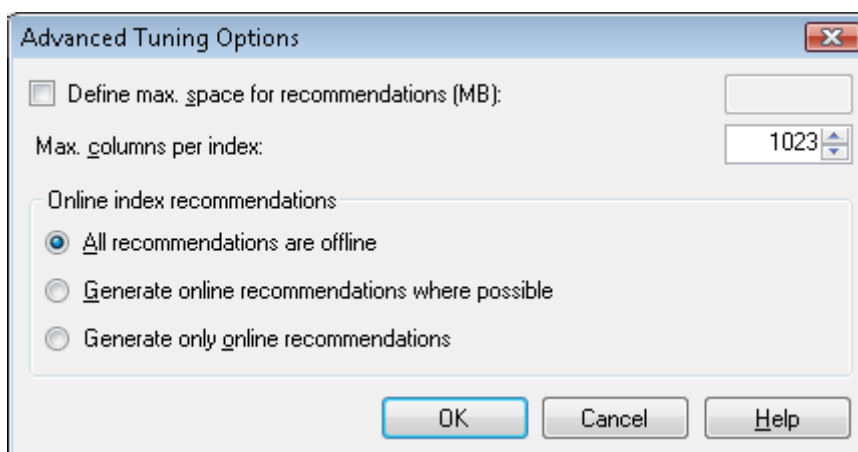 Advanced Tuning Options
Define max. space for recommendations (MB):
Max. columns per index: 1023
Online index recommendations
All recommendations are offline
Generate online recommendations where possible
Generate only online recommendations
OK Cancel Help